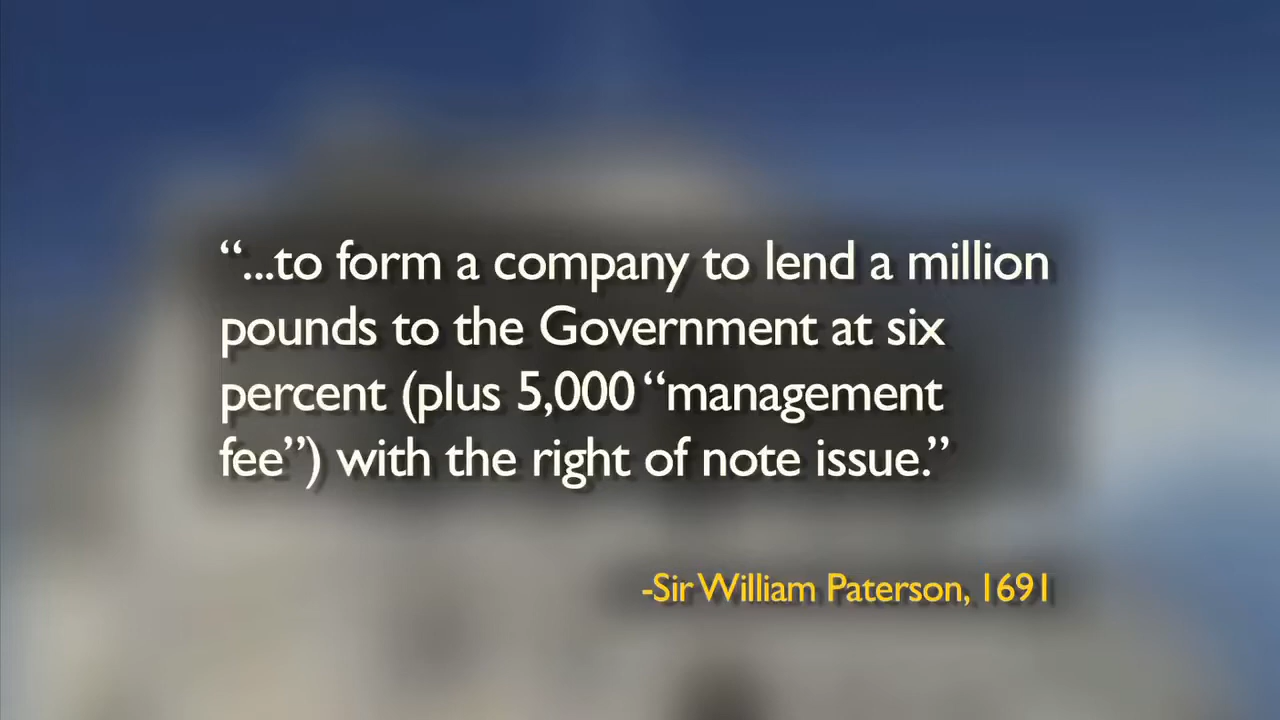 “...to form a company to lend a million
pounds to the Government at six
percent (plus 5,000 “management
fee”) with the right of note issue.”
-Sir William Paterson, 1691